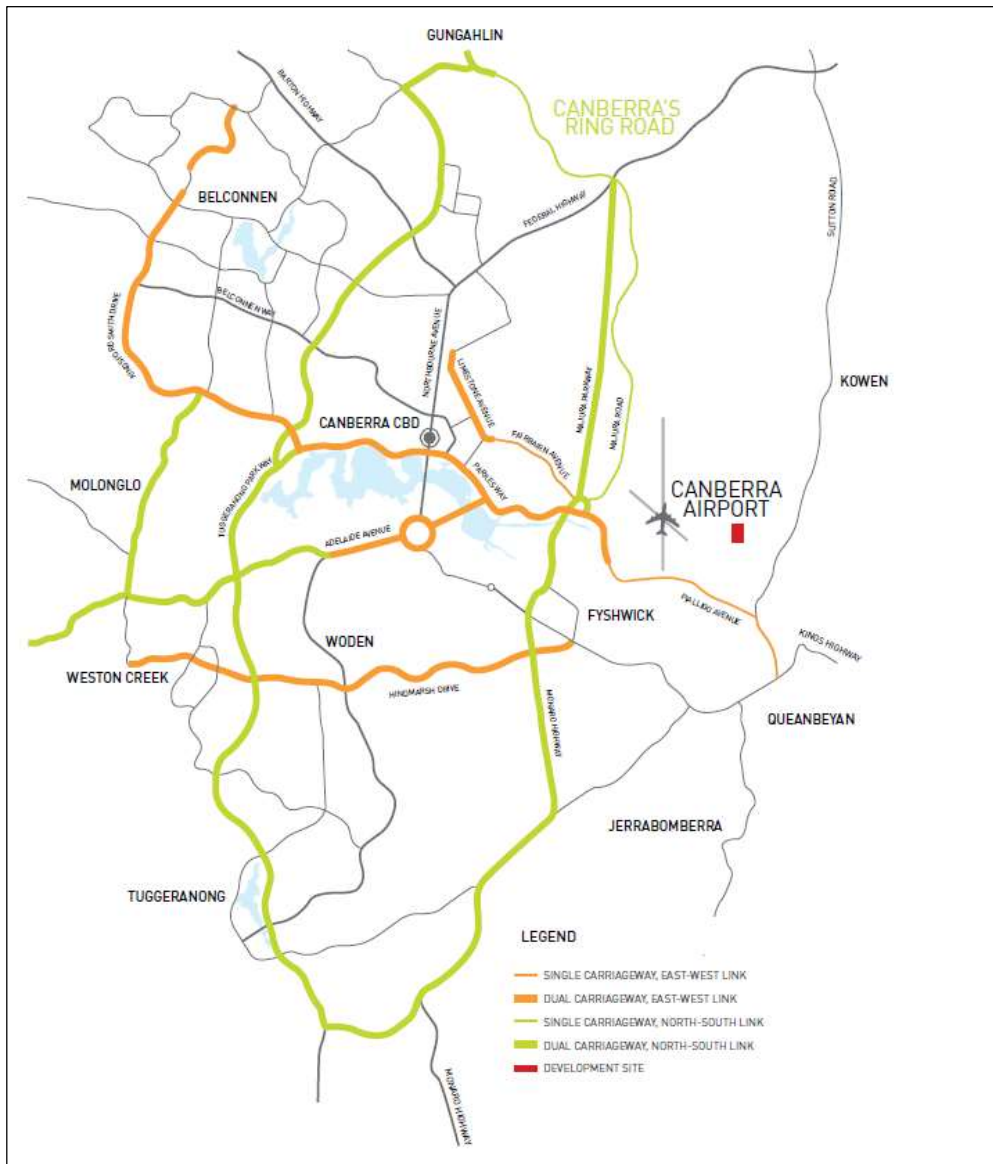 GUNGAHLIN
BARTON HIGHWAY
CANBERRA'S
RING ROAD
BELCONNEN
FEDERAL HIGHWAY
SUTTON ROAD
BELCONNEN WAY
NORTHBOURNE AVENUE
LIMESTONE AVENUE
MAJURA PARKWAY
MAJURA ROAD
KOWEN
CANBERRA CBD
FAIRBAIRN AVENUE
PARKES WAY
MOLONGLO
TUGGERANONG PARKWAY
CANBERRA
AIRPORT
ADELAIDE AVENUE
PIALLIGO AVENUE
FYSHWICK
WODEN
KINGS HIGHWAY
WESTON CREEK
HINDMARSH DRIVE
MONARO HIGHWAY
QUEANBEYAN
JERRABOMBERRA
TUGGERANONG
LEGEND
SINGLE CARRIAGEWAY, EAST-WEST LINK
DUAL CARRIAGEWAY, EAST-WEST LINK
SINGLE CARRIAGEWAY, NORTH-SOUTH LINK
DUAL CARRIAGEWAY, NORTH-SOUTH LINK
DEVELOPMENT SITE
MONARO HIGHWAY